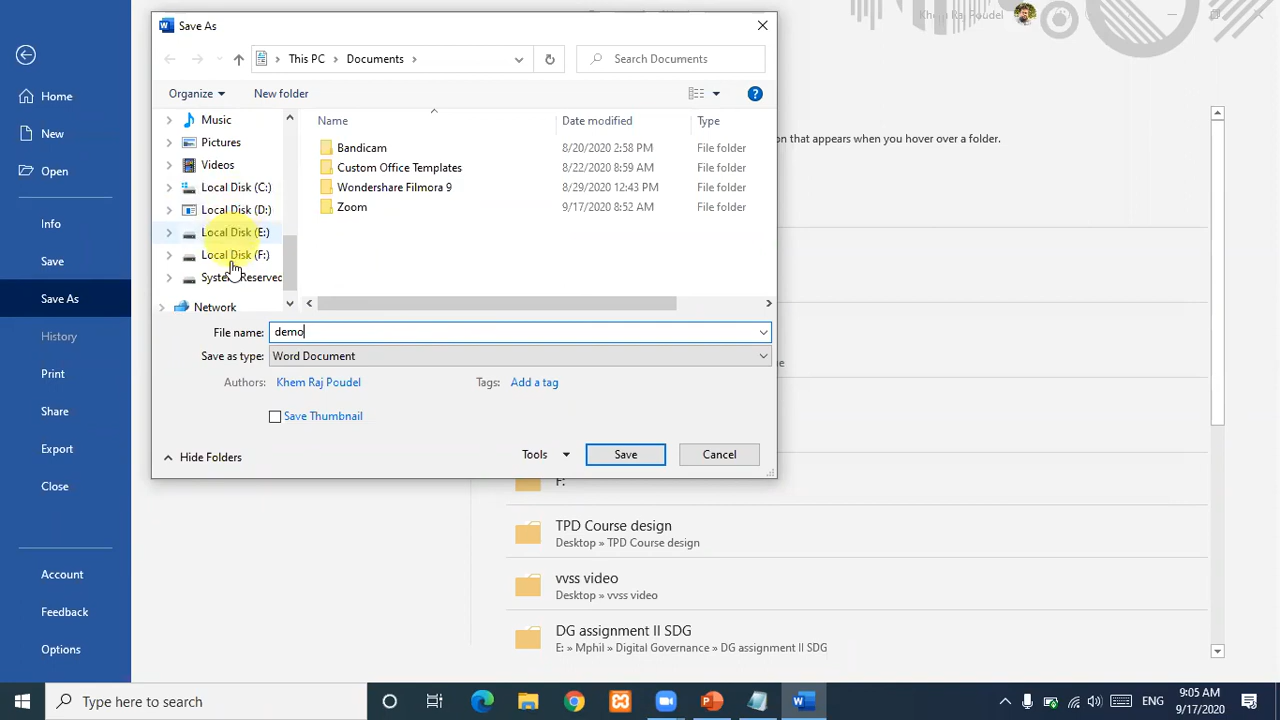 Save As
Khem Raj Poudel
This PC > Documents >
Search Documents
Organize
New folder
Home
New
Open
Info
Save
Save As
History
Print
Share
Export
Close
Account
Feedback
Options
Music
Pictures
Videos
Local Disk (C:)
Local Disk (D:)
Local Disk (E:)
Local Disk (F:)
System Reserved
Network
Name Date modified Type
Bandicam 8/20/2020 2:58 PM File folder
Custom Office Templates 8/22/2020 8:59 AM File folder
Wondershare Filmora 9 8/29/2020 12:43 PM File folder
Zoom 9/17/2020 8:52 AM File folder
File name: demo
Save as type: Word Document
Authors: Khem Raj Poudel Tags: Add a tag
Save Thumbnail
Hide Folders
Tools Save Cancel
on that appears when you hover over a folder.
F:
TPD Course design
Desktop » TPD Course design
vvss video
Desktop » vvss video
DG assignment II SDG
E: » Mphil » Digital Governance » DG assignment II SDG
Type here to search
ENG
9:05 AM
9/17/2020